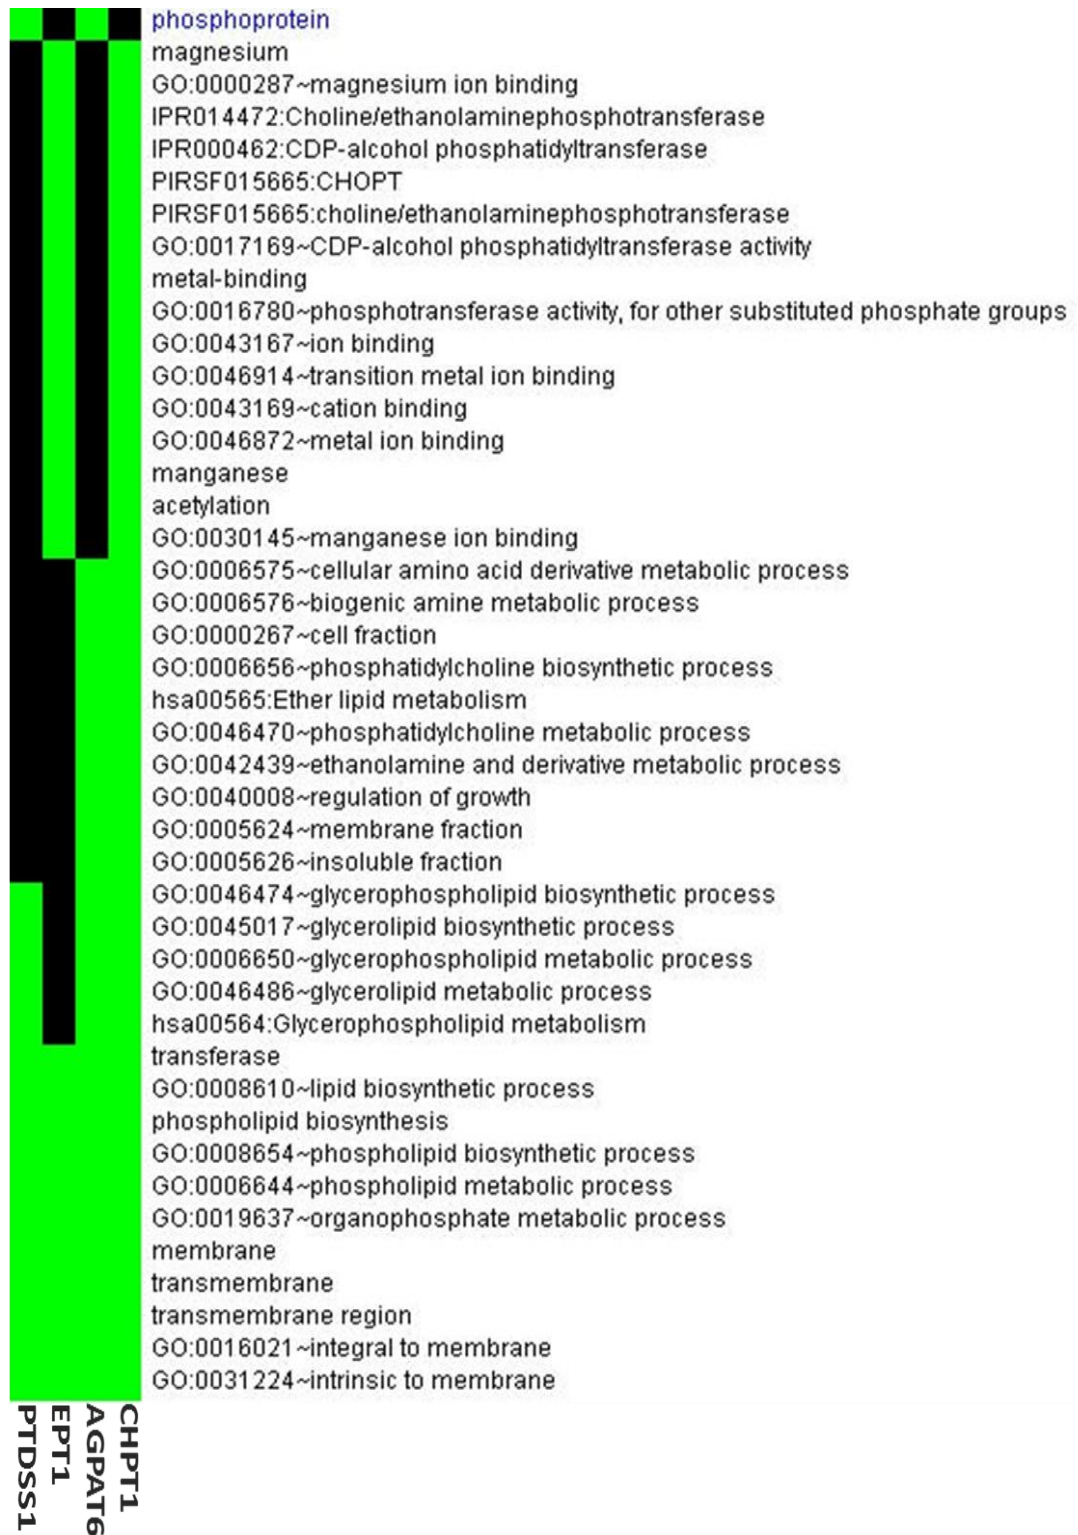 phosphoprotein
magnesium
GO:0000287~magnesium ion binding
IPR014472:Choline/ethanolaminephosphotransferase
IPR000462:CDP-alcohol phosphatidyltransferase
PIRSF015665:CHOPT
PIRSF015665:choline/ethanolaminephosphotransferase
GO:0017169~CDP-alcohol phosphatidyltransferase activity
metal-binding
GO:0016780~phosphotransferase activity, for other substituted phosphate groups
GO:0043167~ion binding
GO:0046914~transition metal ion binding
GO:0043169~cation binding
GO:0046872~metal ion binding
manganese
acetylation
GO:0030145~manganese ion binding
GO:0006575~cellular amino acid derivative metabolic process
GO:0006576~biogenic amine metabolic process
GO:0000267~cell fraction
GO:0006656~phosphatidylcholine biosynthetic process
hsa00565:Ether lipid metabolism
GO:0046470~phosphatidylcholine metabolic process
GO:0042439~ethanolamine and derivative metabolic process
GO:0040008~regulation of growth
GO:0005624~membrane fraction
GO:0005626~insoluble fraction
GO:0046474~glycerophospholipid biosynthetic process
GO:0045017~glycerolipid biosynthetic process
GO:0006650~glycerophospholipid metabolic process
GO:0046486~glycerolipid metabolic process
hsa00564:Glycerophospholipid metabolism
transferase
GO:0008610~lipid biosynthetic process
phospholipid biosynthesis
GO:0008654~phospholipid biosynthetic process
GO:0006644~phospholipid metabolic process
GO:0019637~organophosphate metabolic process
membrane
transmembrane
transmembrane region
GO:0016021~integral to membrane
GO:0031224~intrinsic to membrane
PTDSS1
EPT1
AGPAT6
CHPT1